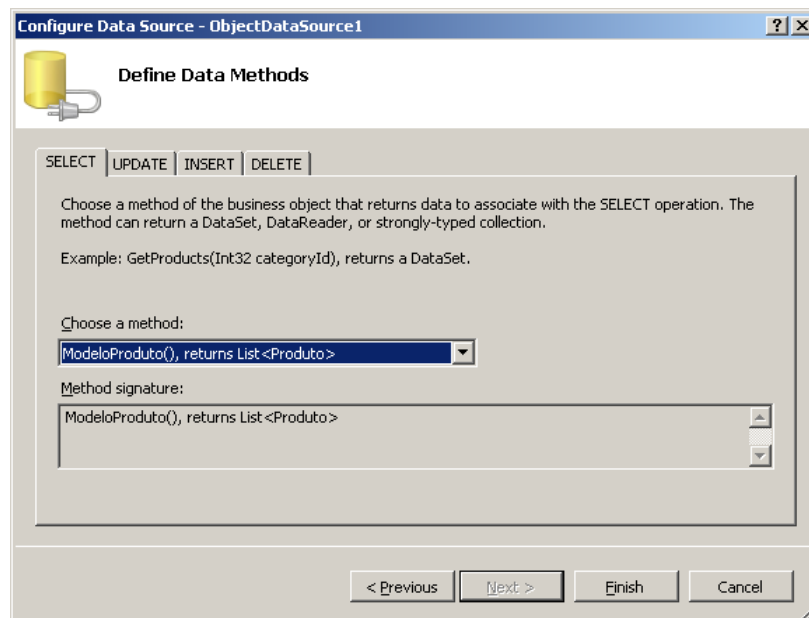 Configure Data Source - ObjectDataSource1
Define Data Methods
SELECT UPDATE INSERT DELETE
Choose a method of the business object that returns data to associate with the SELECT operation. The
method can return a DataSet, DataReader, or strongly-typed collection.
Example: GetProducts(Int32 categoryId), returns a DataSet.
Choose a method:
ModeloProduto(), returns List<Produto>
Method signature:
ModeloProduto(), returns List<Produto>
< Previous Next > Finish Cancel